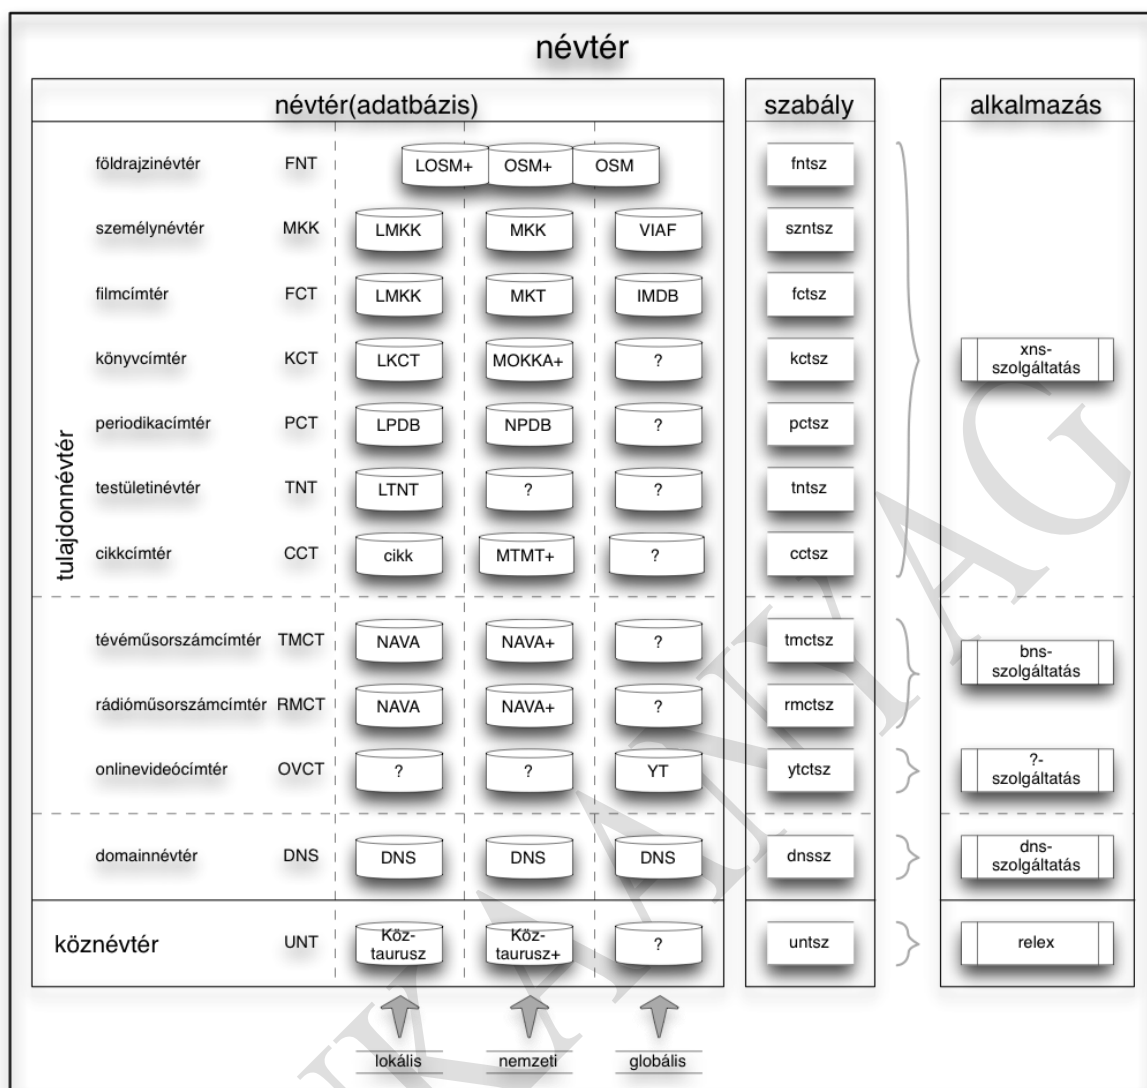 névtér
névtér(adatbázis) szabály alkalmazás
földrajzinévtér FNT LOSM+ OSM+ OSM fntsz
személynévtér MKK LMKK MKK VIAF szntsz
filmcímtér FCT LMKK MKT IMDB fctsz
könyvcímtér KCT LKCT MOKKA+ ? kctsz
xns-
szolgáltatás
periodikacímtér PCT LPDB NPDB ? pctsz
testületinévtér TNT LTNT ? ? tntsz
cikkcímtér CCT cikk MTMT+ ? cctsz
tulajdonnévtér
tévéműsorszámcímtér TMCT NAVA NAVA+ ? tmctsz
bns-
szolgáltatás
rádióműsorszámcímtér RMCT NAVA NAVA+ ? rmctsz
onlinevideócímtér OVCT ? ? YT ytctsz
?-
szolgáltatás
domainnévtér DNS DNS DNS DNS dnssz
dns-
szolgáltatás
köznévtér UNT
Köz-
taurusz
Köz-
taurusz+
? untsz relex
lokális nemzeti globális